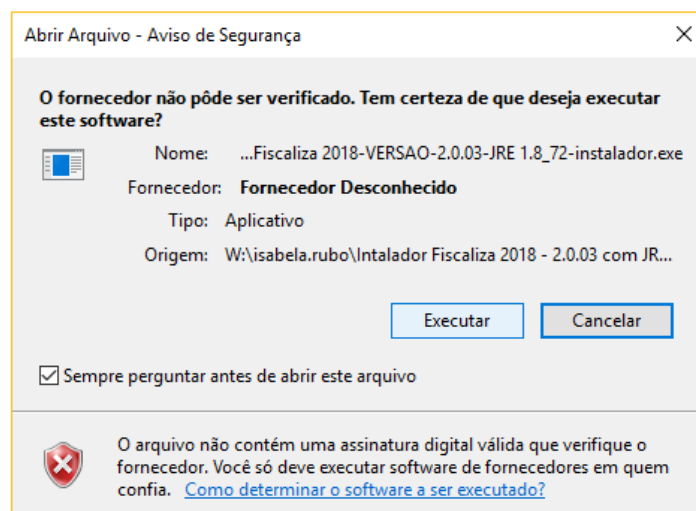 Abrir Arquivo - Aviso de Segurança
O fornecedor não pôde ser verificado. Tem certeza de que deseja executar
este software?
Nome: ...Fiscaliza 2018-VERSAO-2.0.03-JRE 1.8_72-instalador.exe
Fornecedor: Fornecedor Desconhecido
Tipo: Aplicativo
Origem: W:\isabela.rubo\Intalador Fiscaliza 2018 - 2.0.03 com JR...
Executar Cancelar
Sempre perguntar antes de abrir este arquivo
O arquivo não contém uma assinatura digital válida que verifique o
fornecedor. Você só deve executar software de fornecedores em quem
confia. Como determinar o software a ser executado?